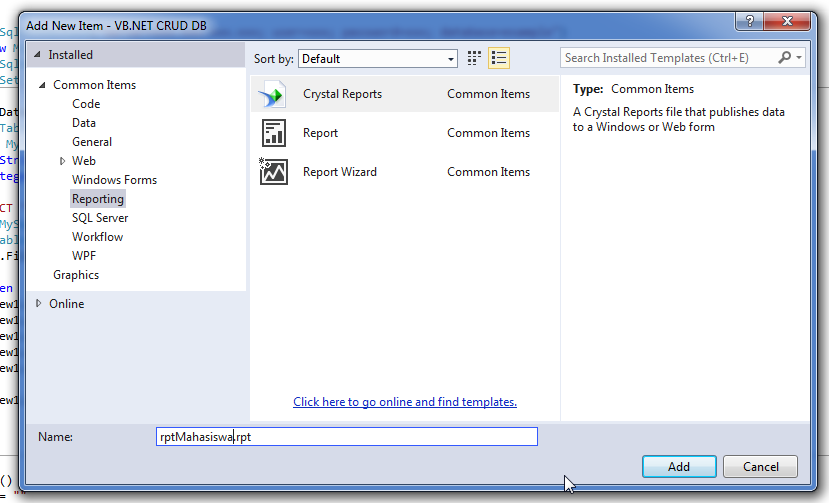 Add New Item - VB.NET CRUD DB
?
Installed
Sort by: Default
Search Installed Templates (Ctrl+E)
Common Items
Code
Data
General
Web
Windows Forms
Reporting
SQL Server
Workflow
WPF
Graphics
Online
Crystal Reports Common Items
Report Common Items
Report Wizard Common Items
Type: Common Items
A Crystal Reports file that publishes data
to a Windows or Web form
Click here to go online and find templates.
Name: rptMahasiswa.rpt
Add Cancel